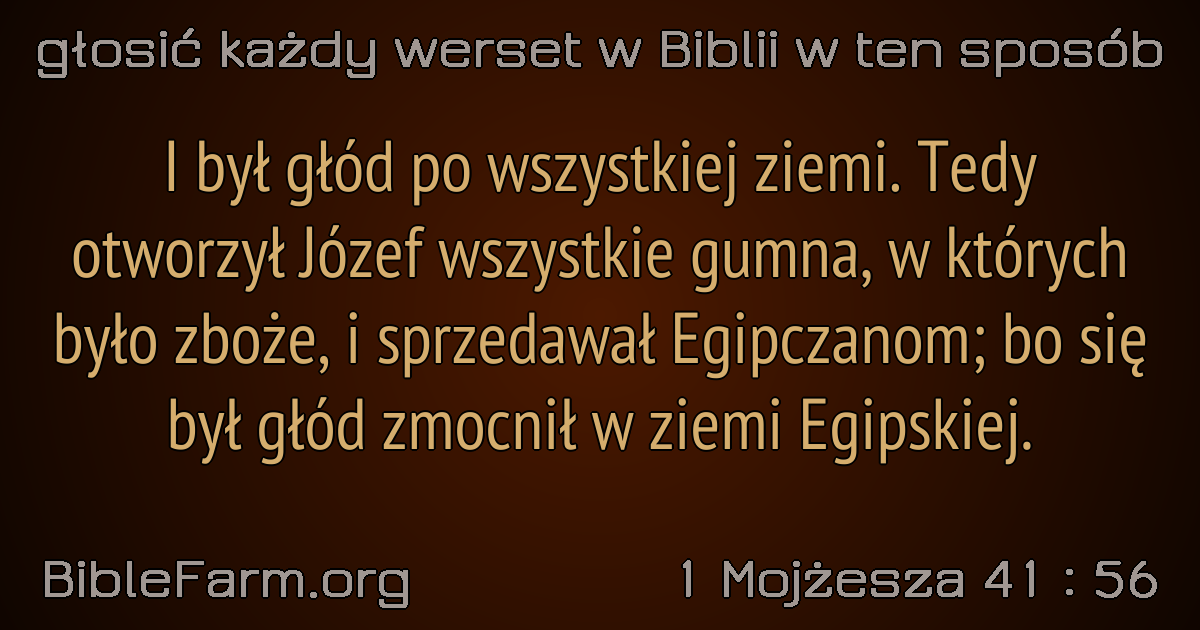 głosić każdy werset w Biblii w ten sposób
I był głód po wszystkiej ziemi. Tedy
otworzył Józef wszystkie gumna, w których
było zboże, i sprzedawał Egipczanom; bo się
był głód zmocnił w ziemi Egipskiej.
BibleFarm.org
1 Mojżesza 41 : 56